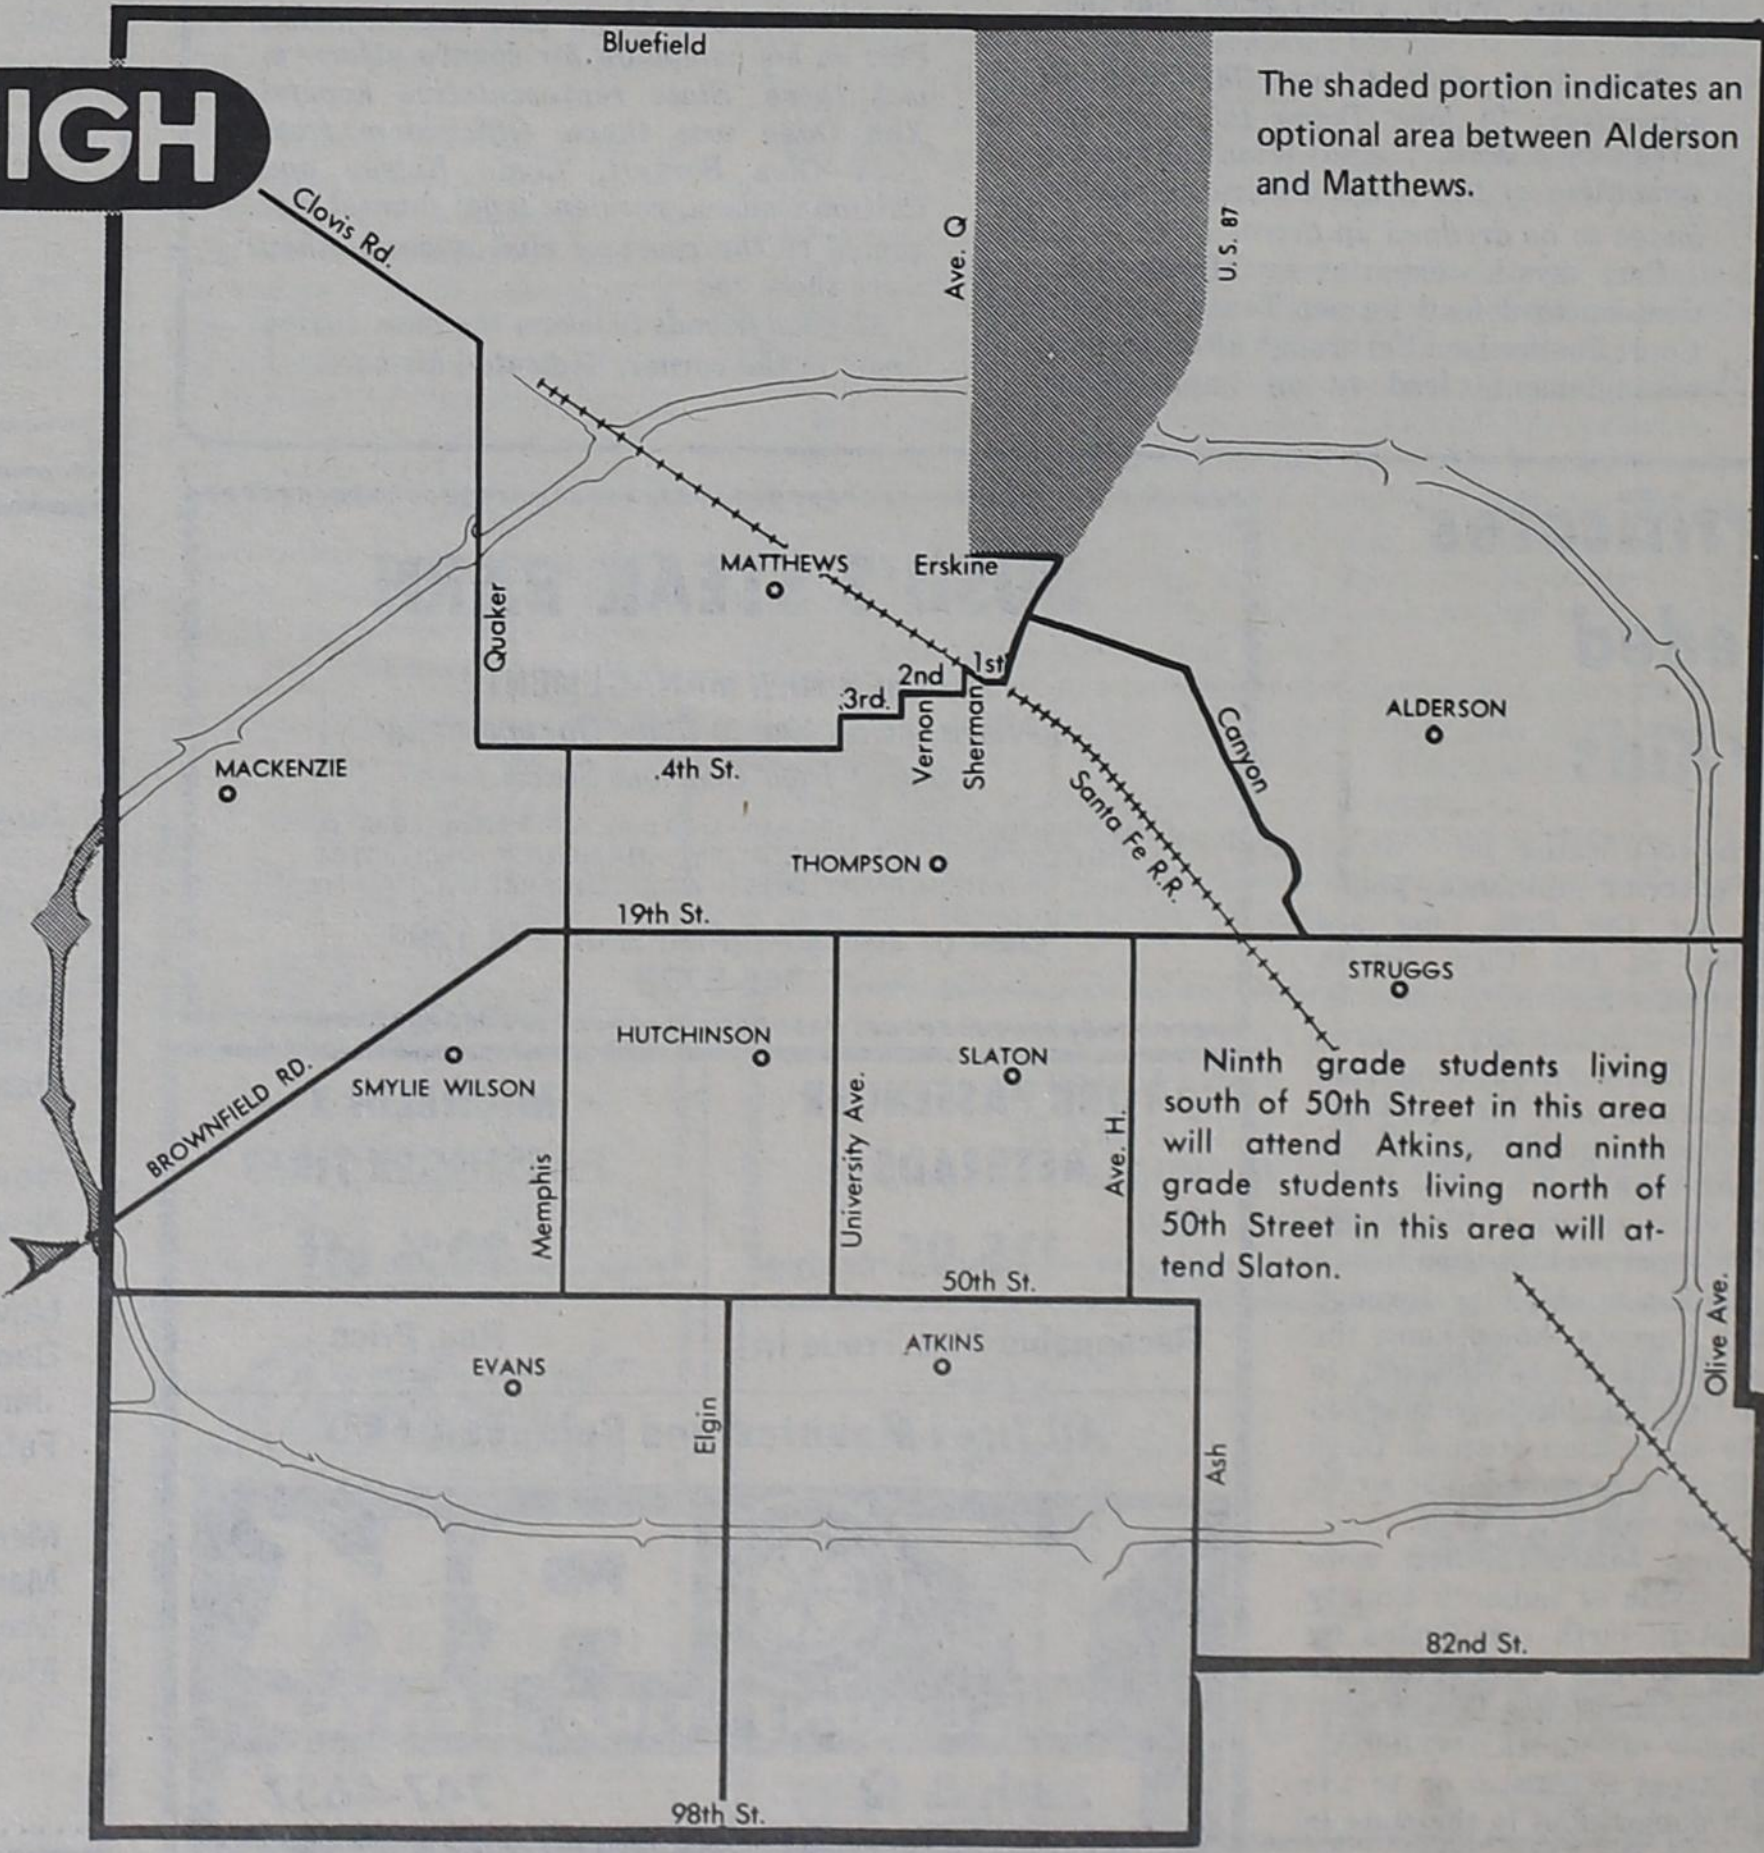 IGH
Bluefield
The shaded portion indicates an
optional area between Alderson
and Matthews.
Clovis Rd.
Ave. Q
U.S. 87
MATTHEWS
Erskine
Quaker
1st
2nd
3rd.
Vernon
Sherman
4th St.
Canyon
ALDERSON
MACKENZIE
Santa Fe R.R.
THOMPSON
19th St.
STRUGGS
HUTCHINSON
SLATON
SMYLIE WILSON
BROWNFIELD RD.
Memphis
University Ave.
Ave. H.
Ninth grade students living
south of 50th Street in this area
will attend Atkins, and ninth
grade students living north of
50th Street in this area will at-
tend Slaton.
50th St.
Olive Ave.
EVANS
ATKINS
Elgin
Ash
82nd St.
98th St.